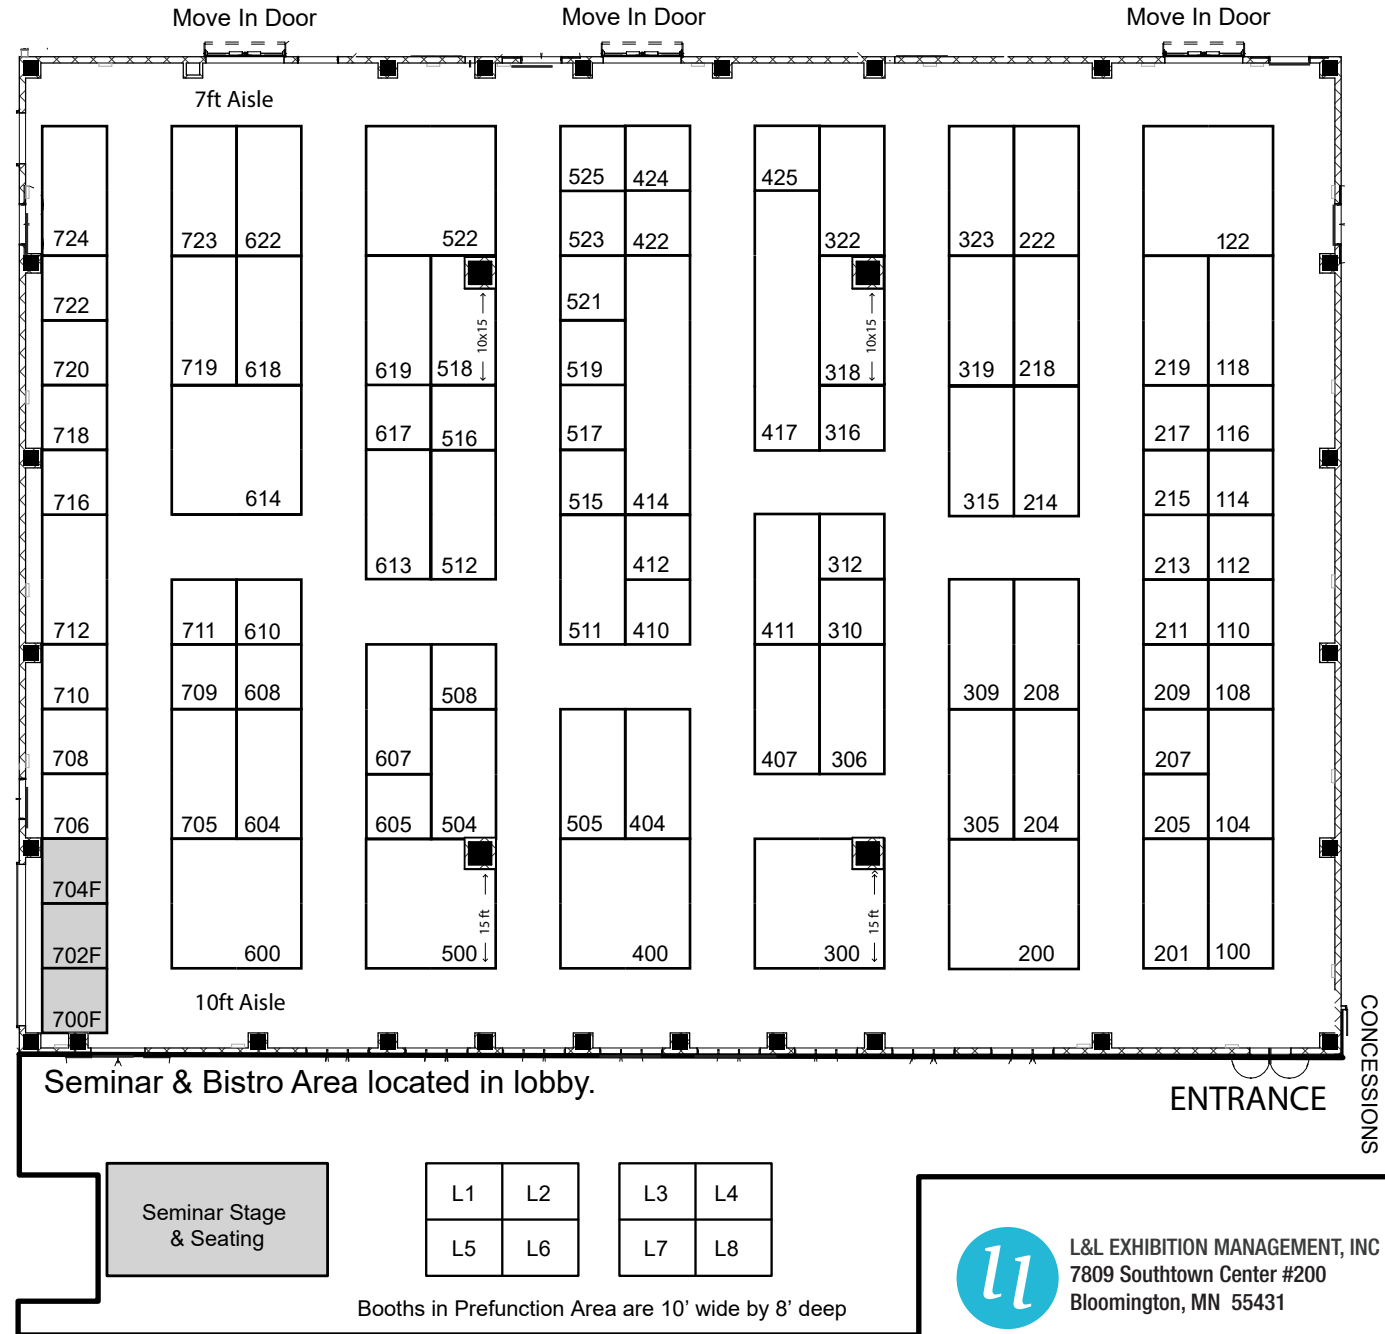 Move In Door Move In Door Move In Door
7ft Aisle
525 424 425
724 723 622 522 523 422 322 323 222 122
722 521
10x15 10x15
720 719 618 619 518 519 318 319 218 219 118
718 617 516 517 417 316 217 116
716 614 515 414 315 214 215 114
613 512 412 312 213 112
712 711 610 511 410 411 310 211 110
710 709 608 508 309 208 209 108
708 607 407 306 207
706 705 604 605 504 505 404 305 204 205 104
704F
15 ft 15 ft
702F 600 500 400 300 200 201 100
700F
10ft Aisle
CONCESSIONS
Seminar & Bistro Area located in lobby.
ENTRANCE
L1 L2 L3 L4
Seminar Stage
& Seating
L5 L6 L7 L8
Booths in Prefunction Area are 10’ wide by 8’ deep
ll
L&L EXHIBITION MANAGEMENT, INC
7809 Southtown Center #200
Bloomington, MN 55431